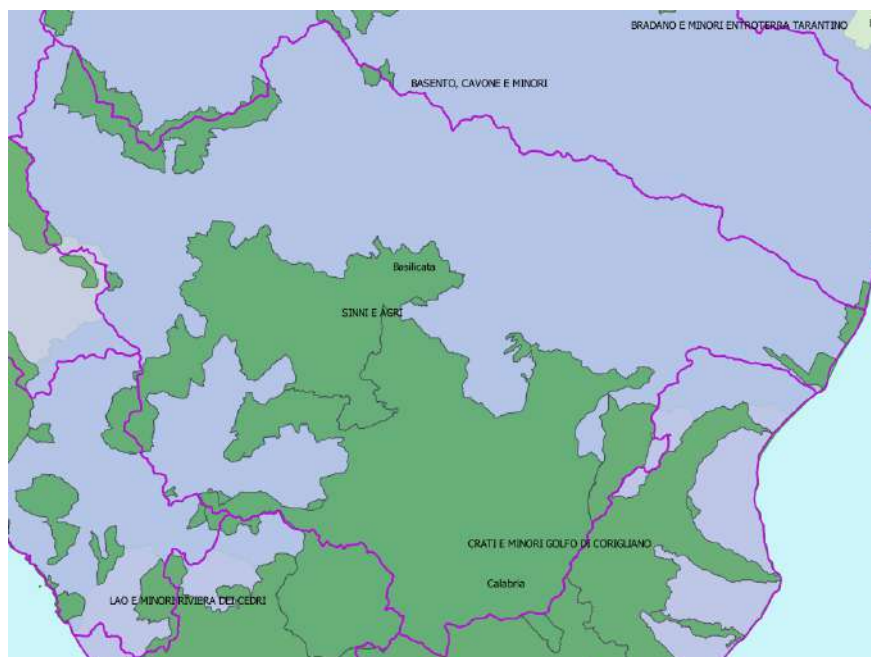 BRADANO E MINORI ENTROTERRA TARANTINO
BASENTO, CAVONE E MINORI
Basilicata
SINNI E AGRI
CRATI E MINORI GOLFO DI CORIGLIANO
Calabria
LAO E MINORI RIVIERA DEI CEDRI